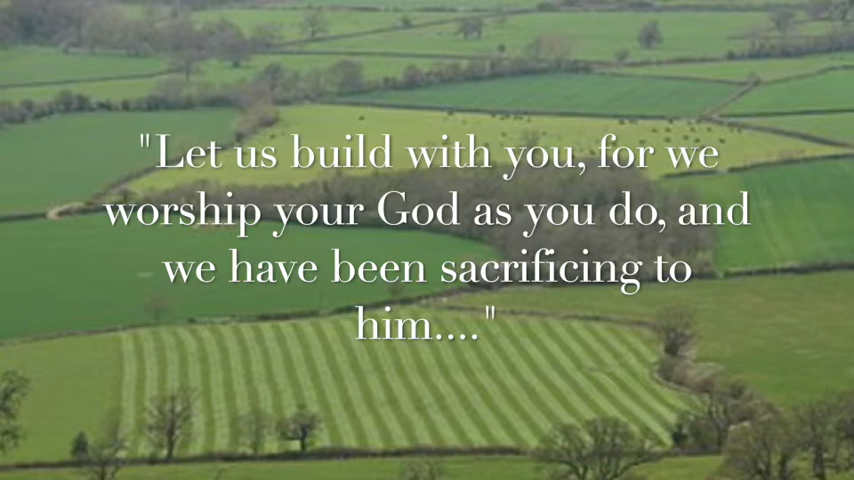 "Let us build with you, for we
worship your God as you do, and
we have been sacrificing to
him...."